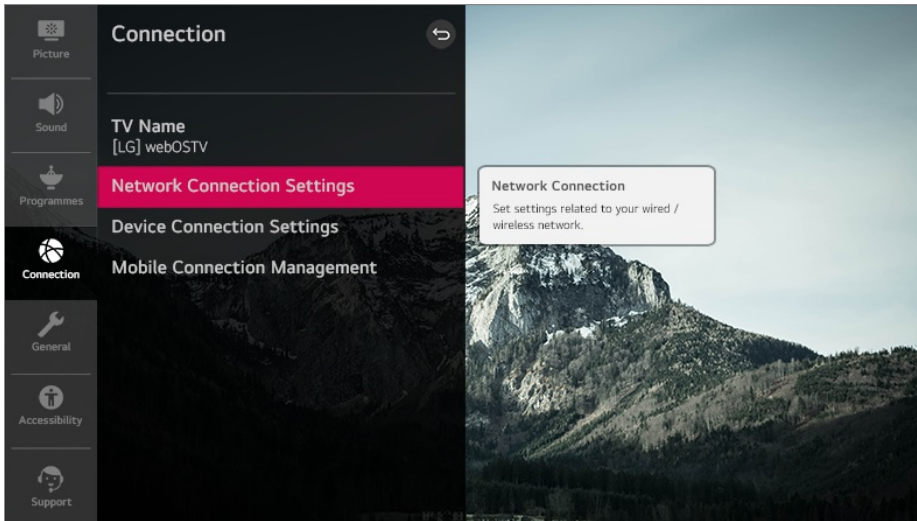 Picture
Sound
Programmes
Connection
General
Accessibility
Support
Connection
TV Name
[LG] webOSTV
Network Connection Settings
Device Connection Settings
Mobile Connection Management
Network Connection
Set settings related to your wired /
wireless network.